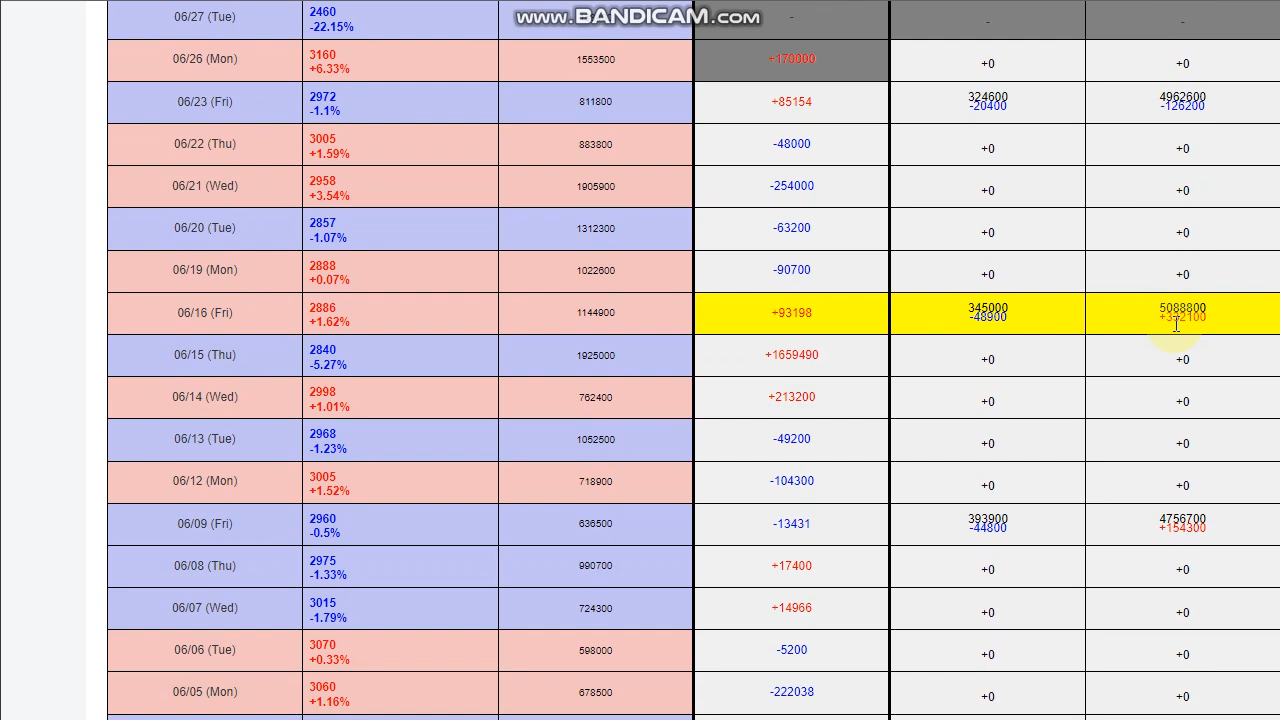 www.BANDICAM.com
06/27 (Tue) 2460 - - -
-22.15%
06/26 (Mon) 3160 1553500 +170000 +0 +0
+6.33%
06/23 (Fri) 2972 811800 +85154 324600 4962600
-1.1% -20400 -126200
06/22 (Thu) 3005 883800 -48000 +0 +0
+1.59%
06/21 (Wed) 2958 1905900 -254000 +0 +0
+3.54%
06/20 (Tue) 2857 1312300 -63200 +0 +0
-1.07%
06/19 (Mon) 2888 1022600 -90700 +0 +0
+0.07%
06/16 (Fri) 2886 1144900 +93198 345000 5088800
+1.62% -48900
06/15 (Thu) 2840 1925000 +1659490 +0 +0
-5.27%
06/14 (Wed) 2998 762400 +213200 +0 +0
+1.01%
06/13 (Tue) 2968 1052500 -49200 +0 +0
-1.23%
06/12 (Mon) 3005 718900 -104300 +0 +0
+1.52%
06/09 (Fri) 2960 636500 -13431 393900 4756700
-0.5% -44800 +154300
06/08 (Thu) 2975 990700 +17400 +0 +0
-1.33%
06/07 (Wed) 3015 724300 +14966 +0 +0
-1.79%
06/06 (Tue) 3070 598000 -5200 +0 +0
+0.33%
06/05 (Mon) 3060 678500 -222038 +0 +0
+1.16%